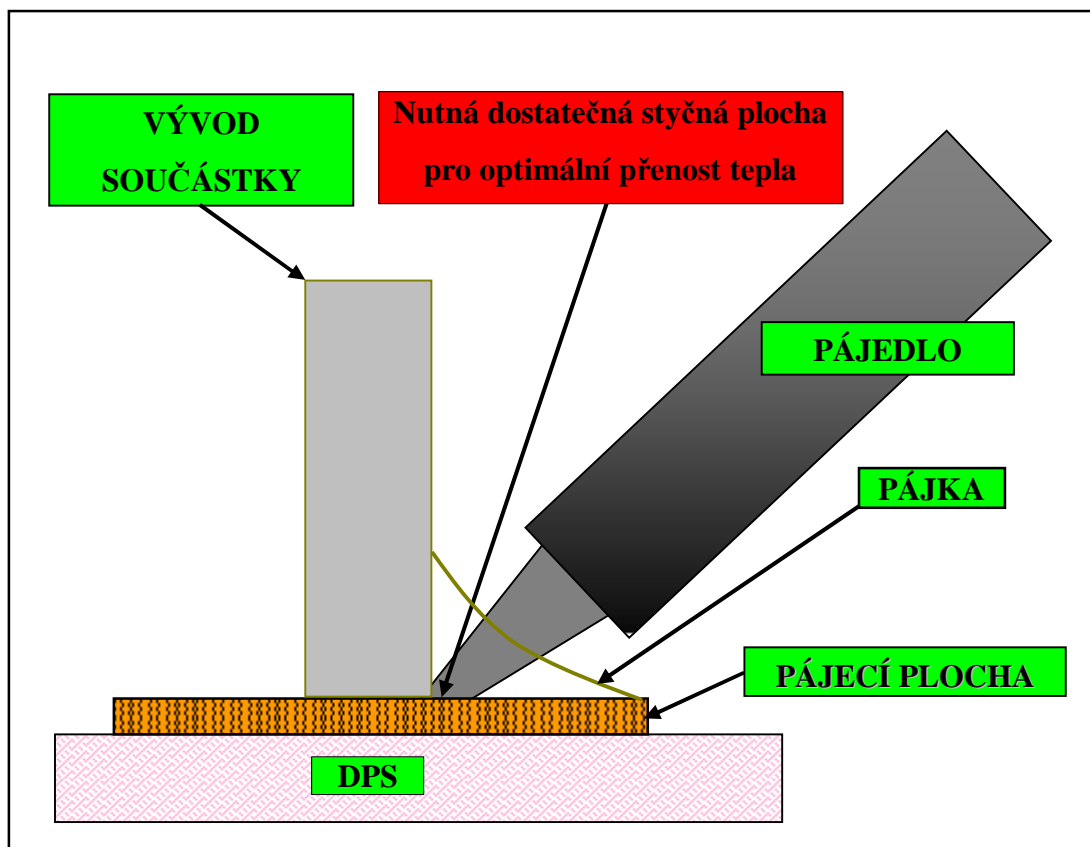 VÝVOD
SOUČÁSTKY
Nutná dostatečná styčná plocha
pro optimální přenost tepla
PÁJEDLO
PÁJKA
PÁJECÍ PLOCHA
DPS